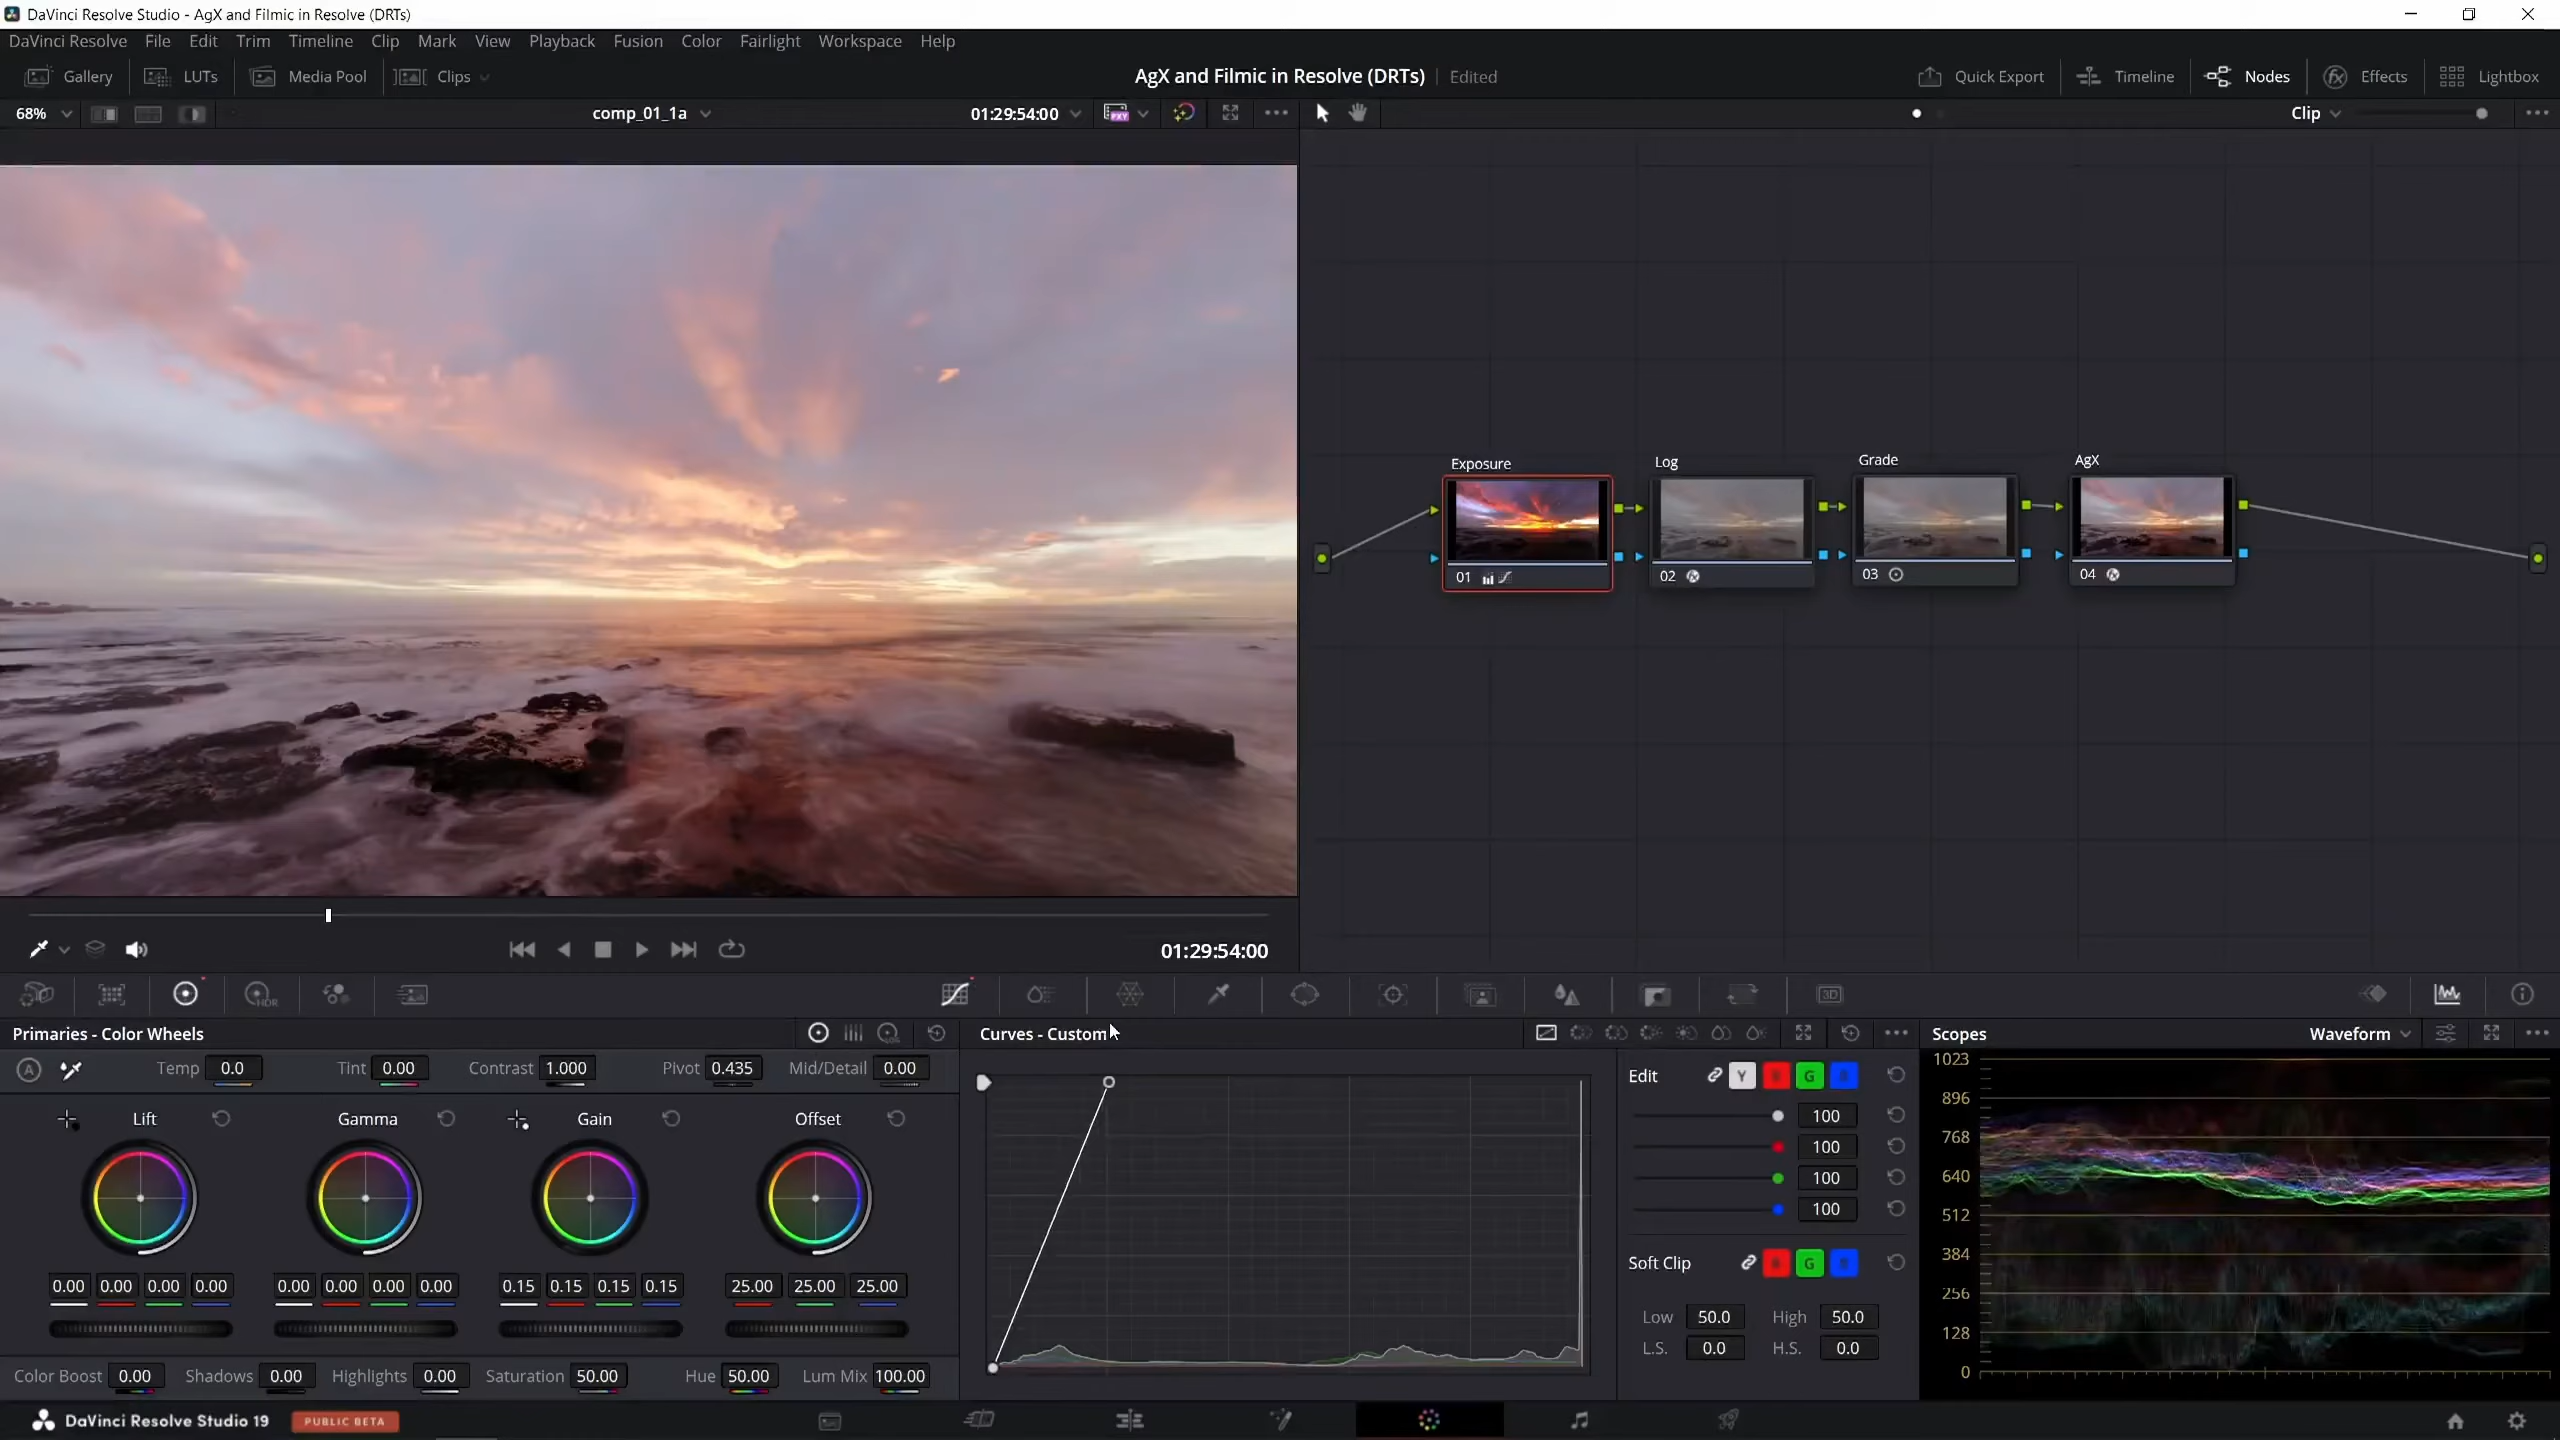 DaVinci Resolve Studio - AgX and Filmic in Resolve (DRTs)
DaVinci Resolve File Edit Trim Timeline Clip Mark View Playback Fusion Color Fairlight Workspace Help
Gallery LUTs Media Pool Clips AgX and Filmic in Resolve (DRTs) Edited Quick Export Timeline Nodes Effects Lightbox
68% comp_01_1a 01:29:54:00 PXY Clip
Exposure Log Grade AgX
01 02 03 04
01:29:54:00
HDR 3D
Primaries - Color Wheels
Temp 0.0 Tint 0.00 Contrast 1.000 Pivot 0.435 Mid/Detail 0.00
A
Lift Gamma Gain Offset
0.00 0.00 0.00 0.00 0.00 0.00 0.00 0.00 0.15 0.15 0.15 0.15 25.00 25.00 25.00
Color Boost 0.00 Shadows 0.00 Highlights 0.00 Saturation 50.00 Hue 50.00 Lum Mix 100.00
Curves - Custom
Edit Y G
100
100
100
100
Soft Clip G
Low 50.0 High 50.0
L.S. 0.0 H.S. 0.0
Scopes Waveform
1023
896
768
640
512
384
256
128
0
DaVinci Resolve Studio 19 PUBLIC BETA